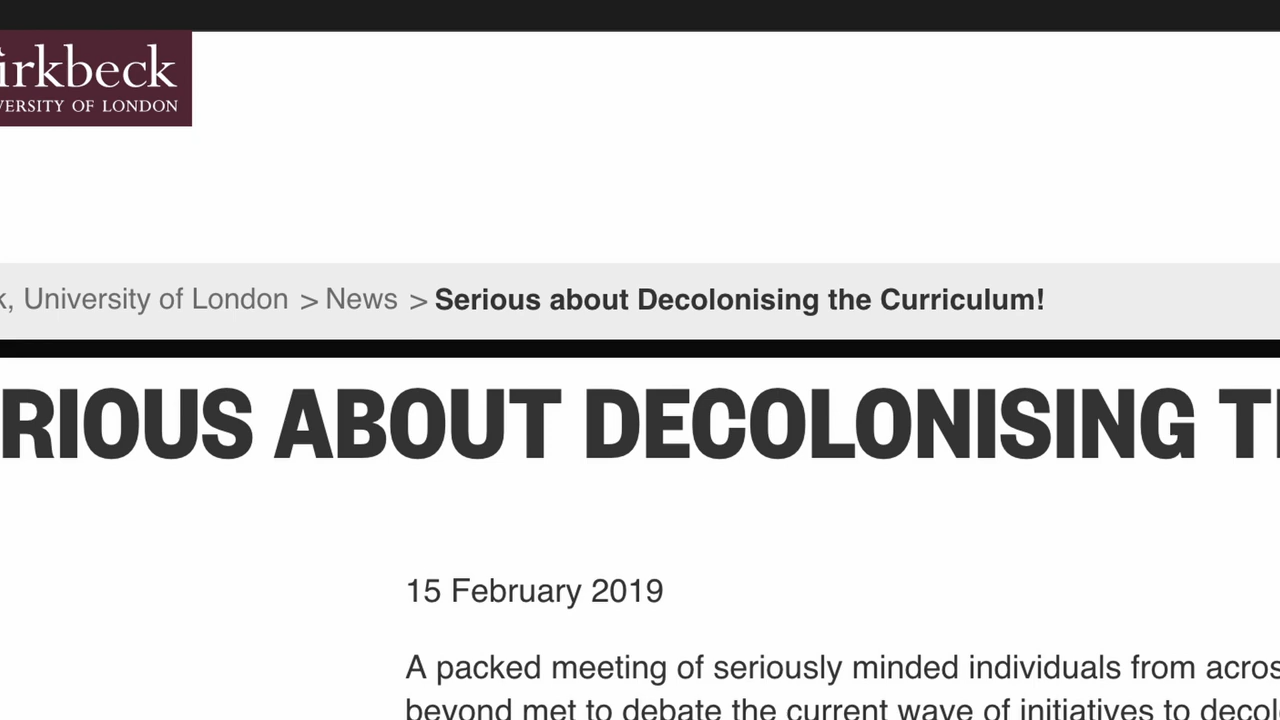 irkbeck
VERSITY OF LONDON
k, University of London > News > Serious about Decolonising the Curriculum!
RIOUS ABOUT DECOLONISING T
15 February 2019
A packed meeting of seriously minded individuals from acros
beyond met to debate the current wave of initiatives to decol